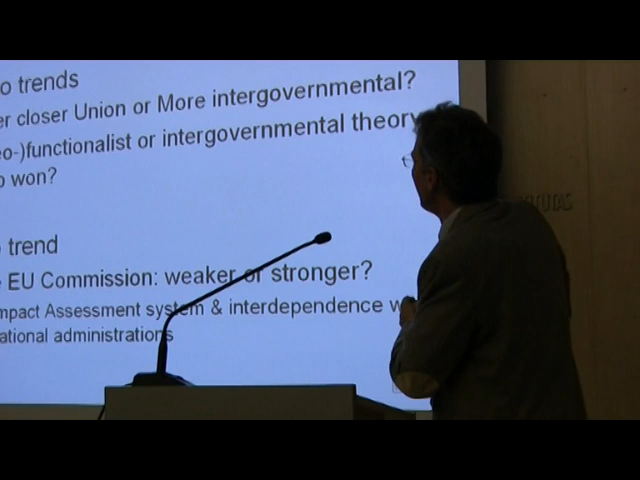 o trends
er closer Union or More intergovernmental?
eo-)functionalist or intergovernmental theory
o won?
trend
EU Commission: weaker or stronger?
mpact Assessment system & interdependence w
ational administrations